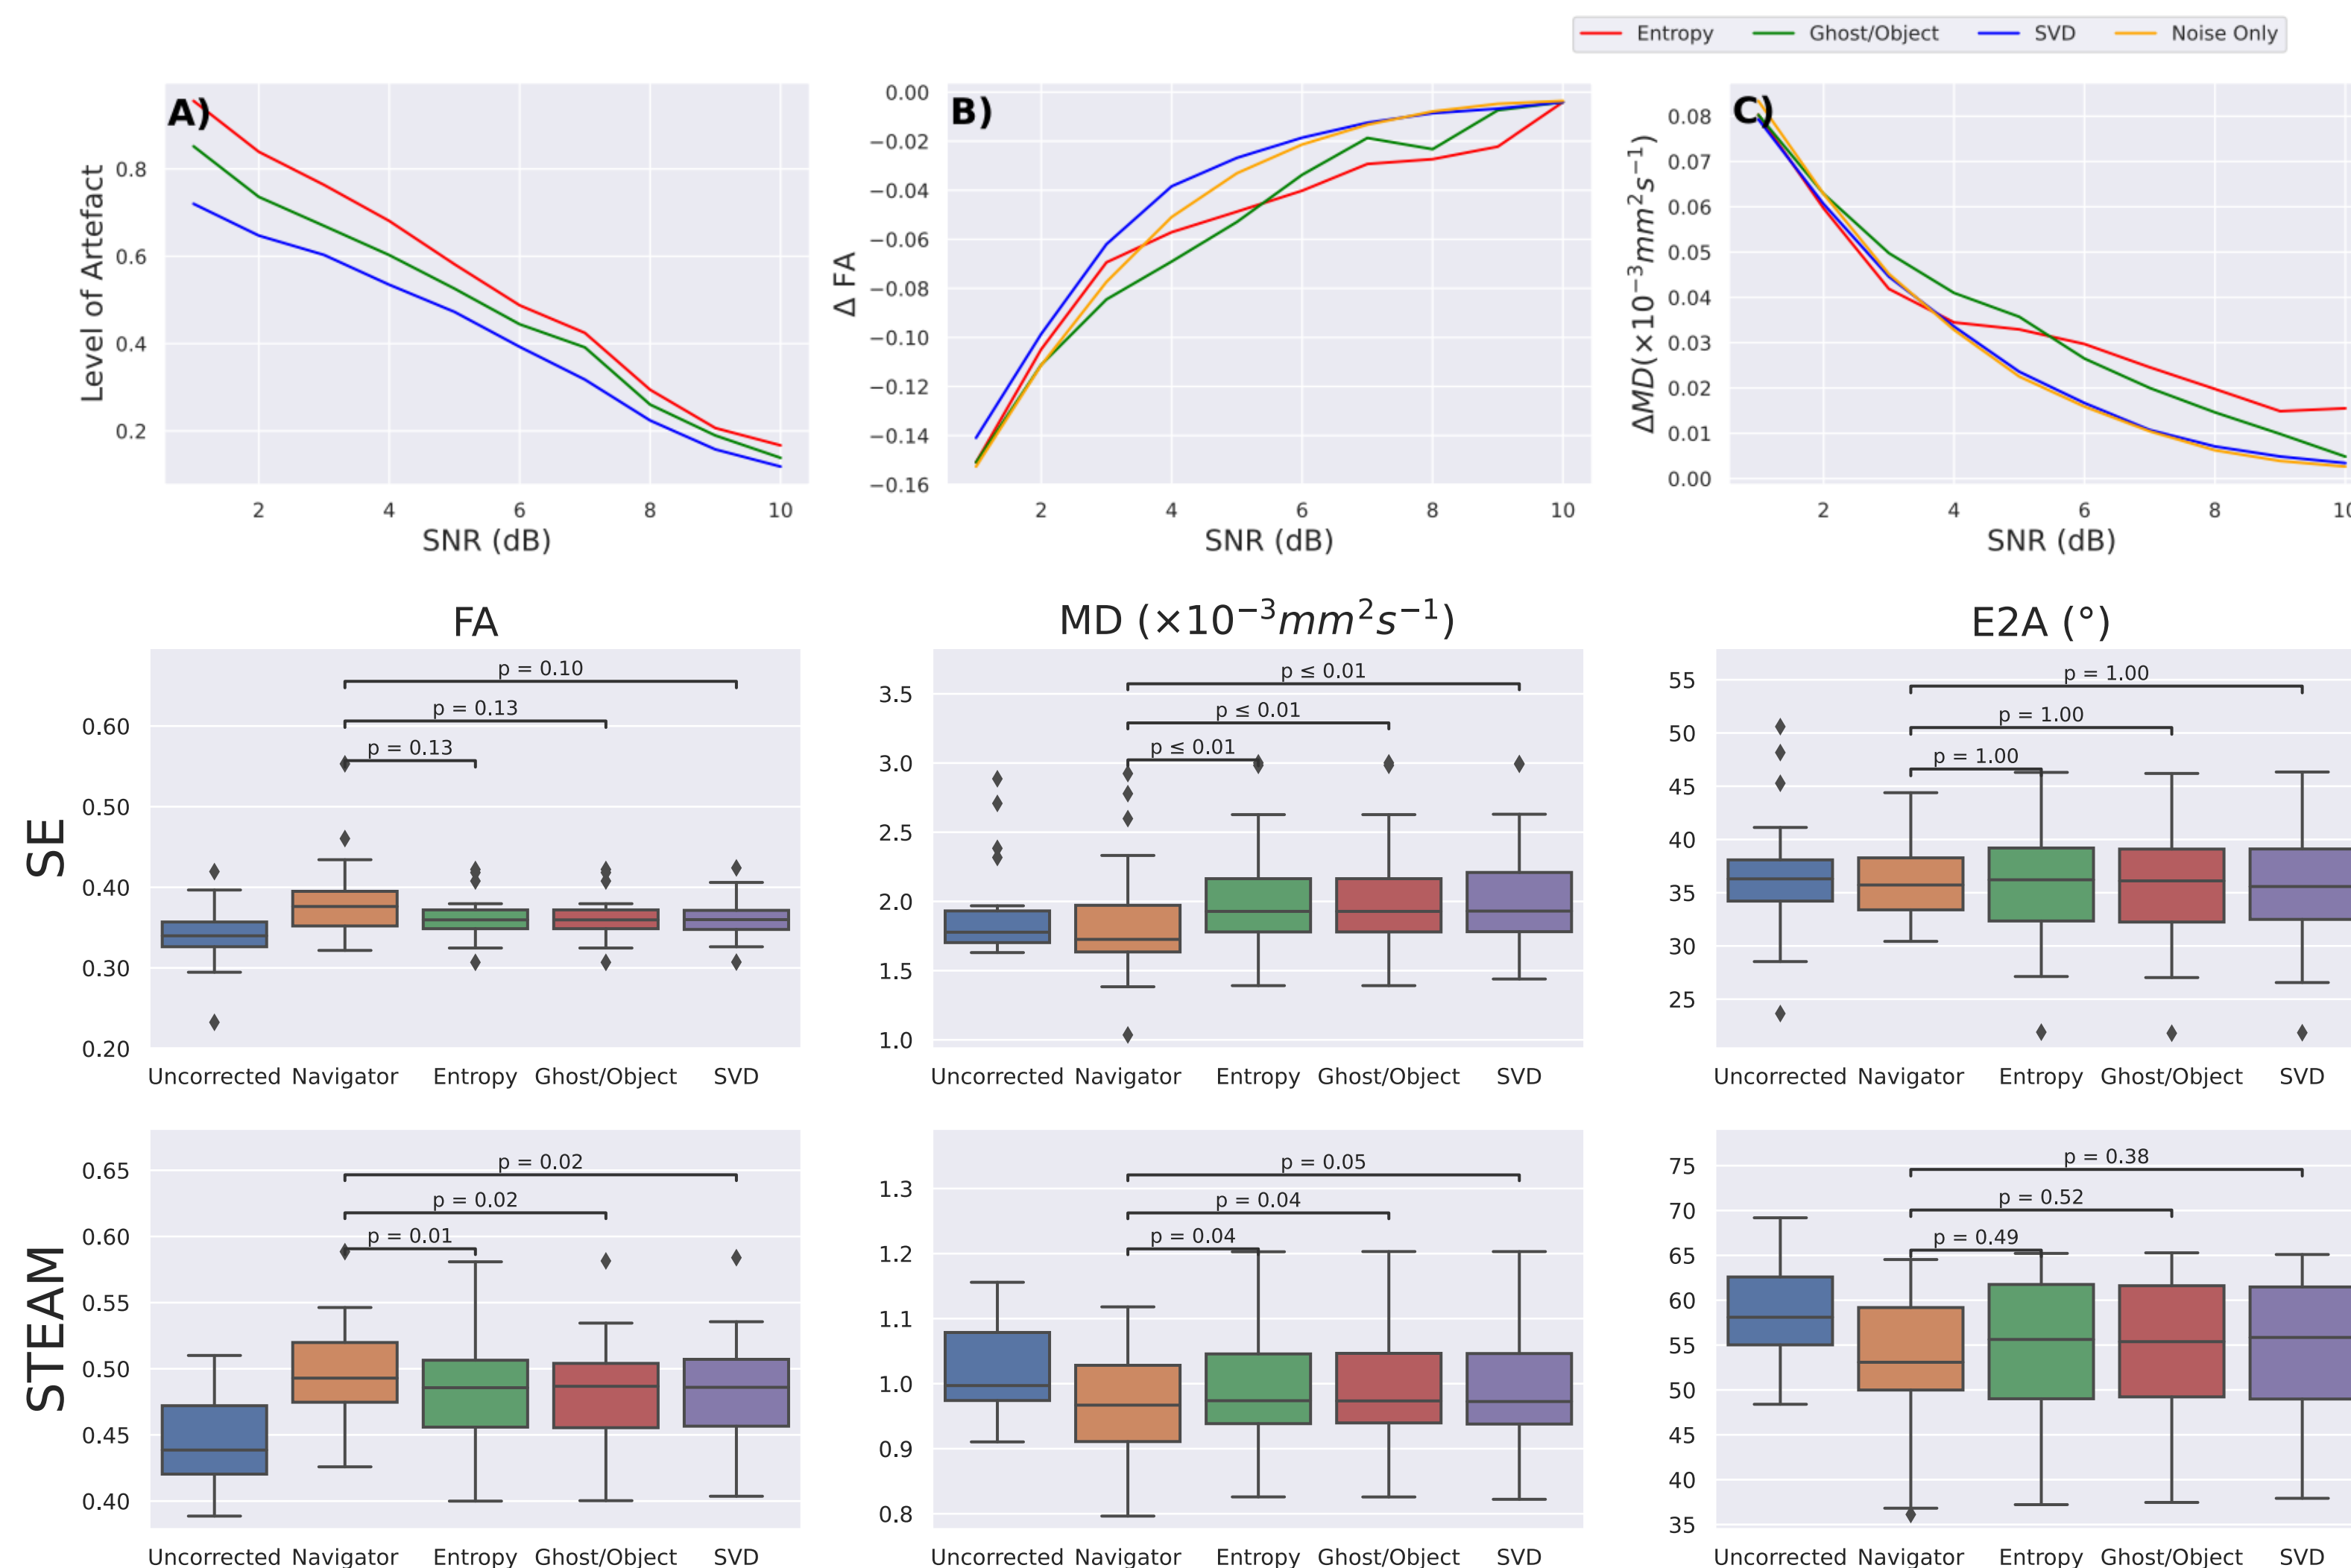 Entropy Ghost/Object SVD Noise Only
A) B) C)
Level of Artefact
0.8
0.6
0.4
0.2
2 4 6 8 10
SNR (dB)
Δ FA
0.00
−0.02
−0.04
−0.06
−0.08
−0.10
−0.12
−0.14
−0.16
2 4 6 8 10
SNR (dB)
ΔMD(×10⁻³mm²s⁻¹)
0.08
0.07
0.06
0.05
0.04
0.03
0.02
0.01
0.00
2 4 6 8 10
SNR (dB)
FA MD (×10⁻³mm²s⁻¹) E2A (°)
SE
0.60
0.50
0.40
0.30
0.20
p = 0.10
p = 0.13
p = 0.13
Uncorrected Navigator Entropy Ghost/Object SVD
3.5
3.0
2.5
2.0
1.5
1.0
p ≤ 0.01
p ≤ 0.01
p ≤ 0.01
Uncorrected Navigator Entropy Ghost/Object SVD
55
50
45
40
35
30
25
p = 1.00
p = 1.00
p = 1.00
Uncorrected Navigator Entropy Ghost/Object SVD
STEAM
0.65
0.60
0.55
0.50
0.45
0.40
p = 0.02
p = 0.02
p = 0.01
Uncorrected Navigator Entropy Ghost/Object SVD
1.3
1.2
1.1
1.0
0.9
0.8
p = 0.05
p = 0.04
p = 0.04
Uncorrected Navigator Entropy Ghost/Object SVD
75
70
65
60
55
50
45
40
35
p = 0.38
p = 0.52
p = 0.49
Uncorrected Navigator Entropy Ghost/Object SVD